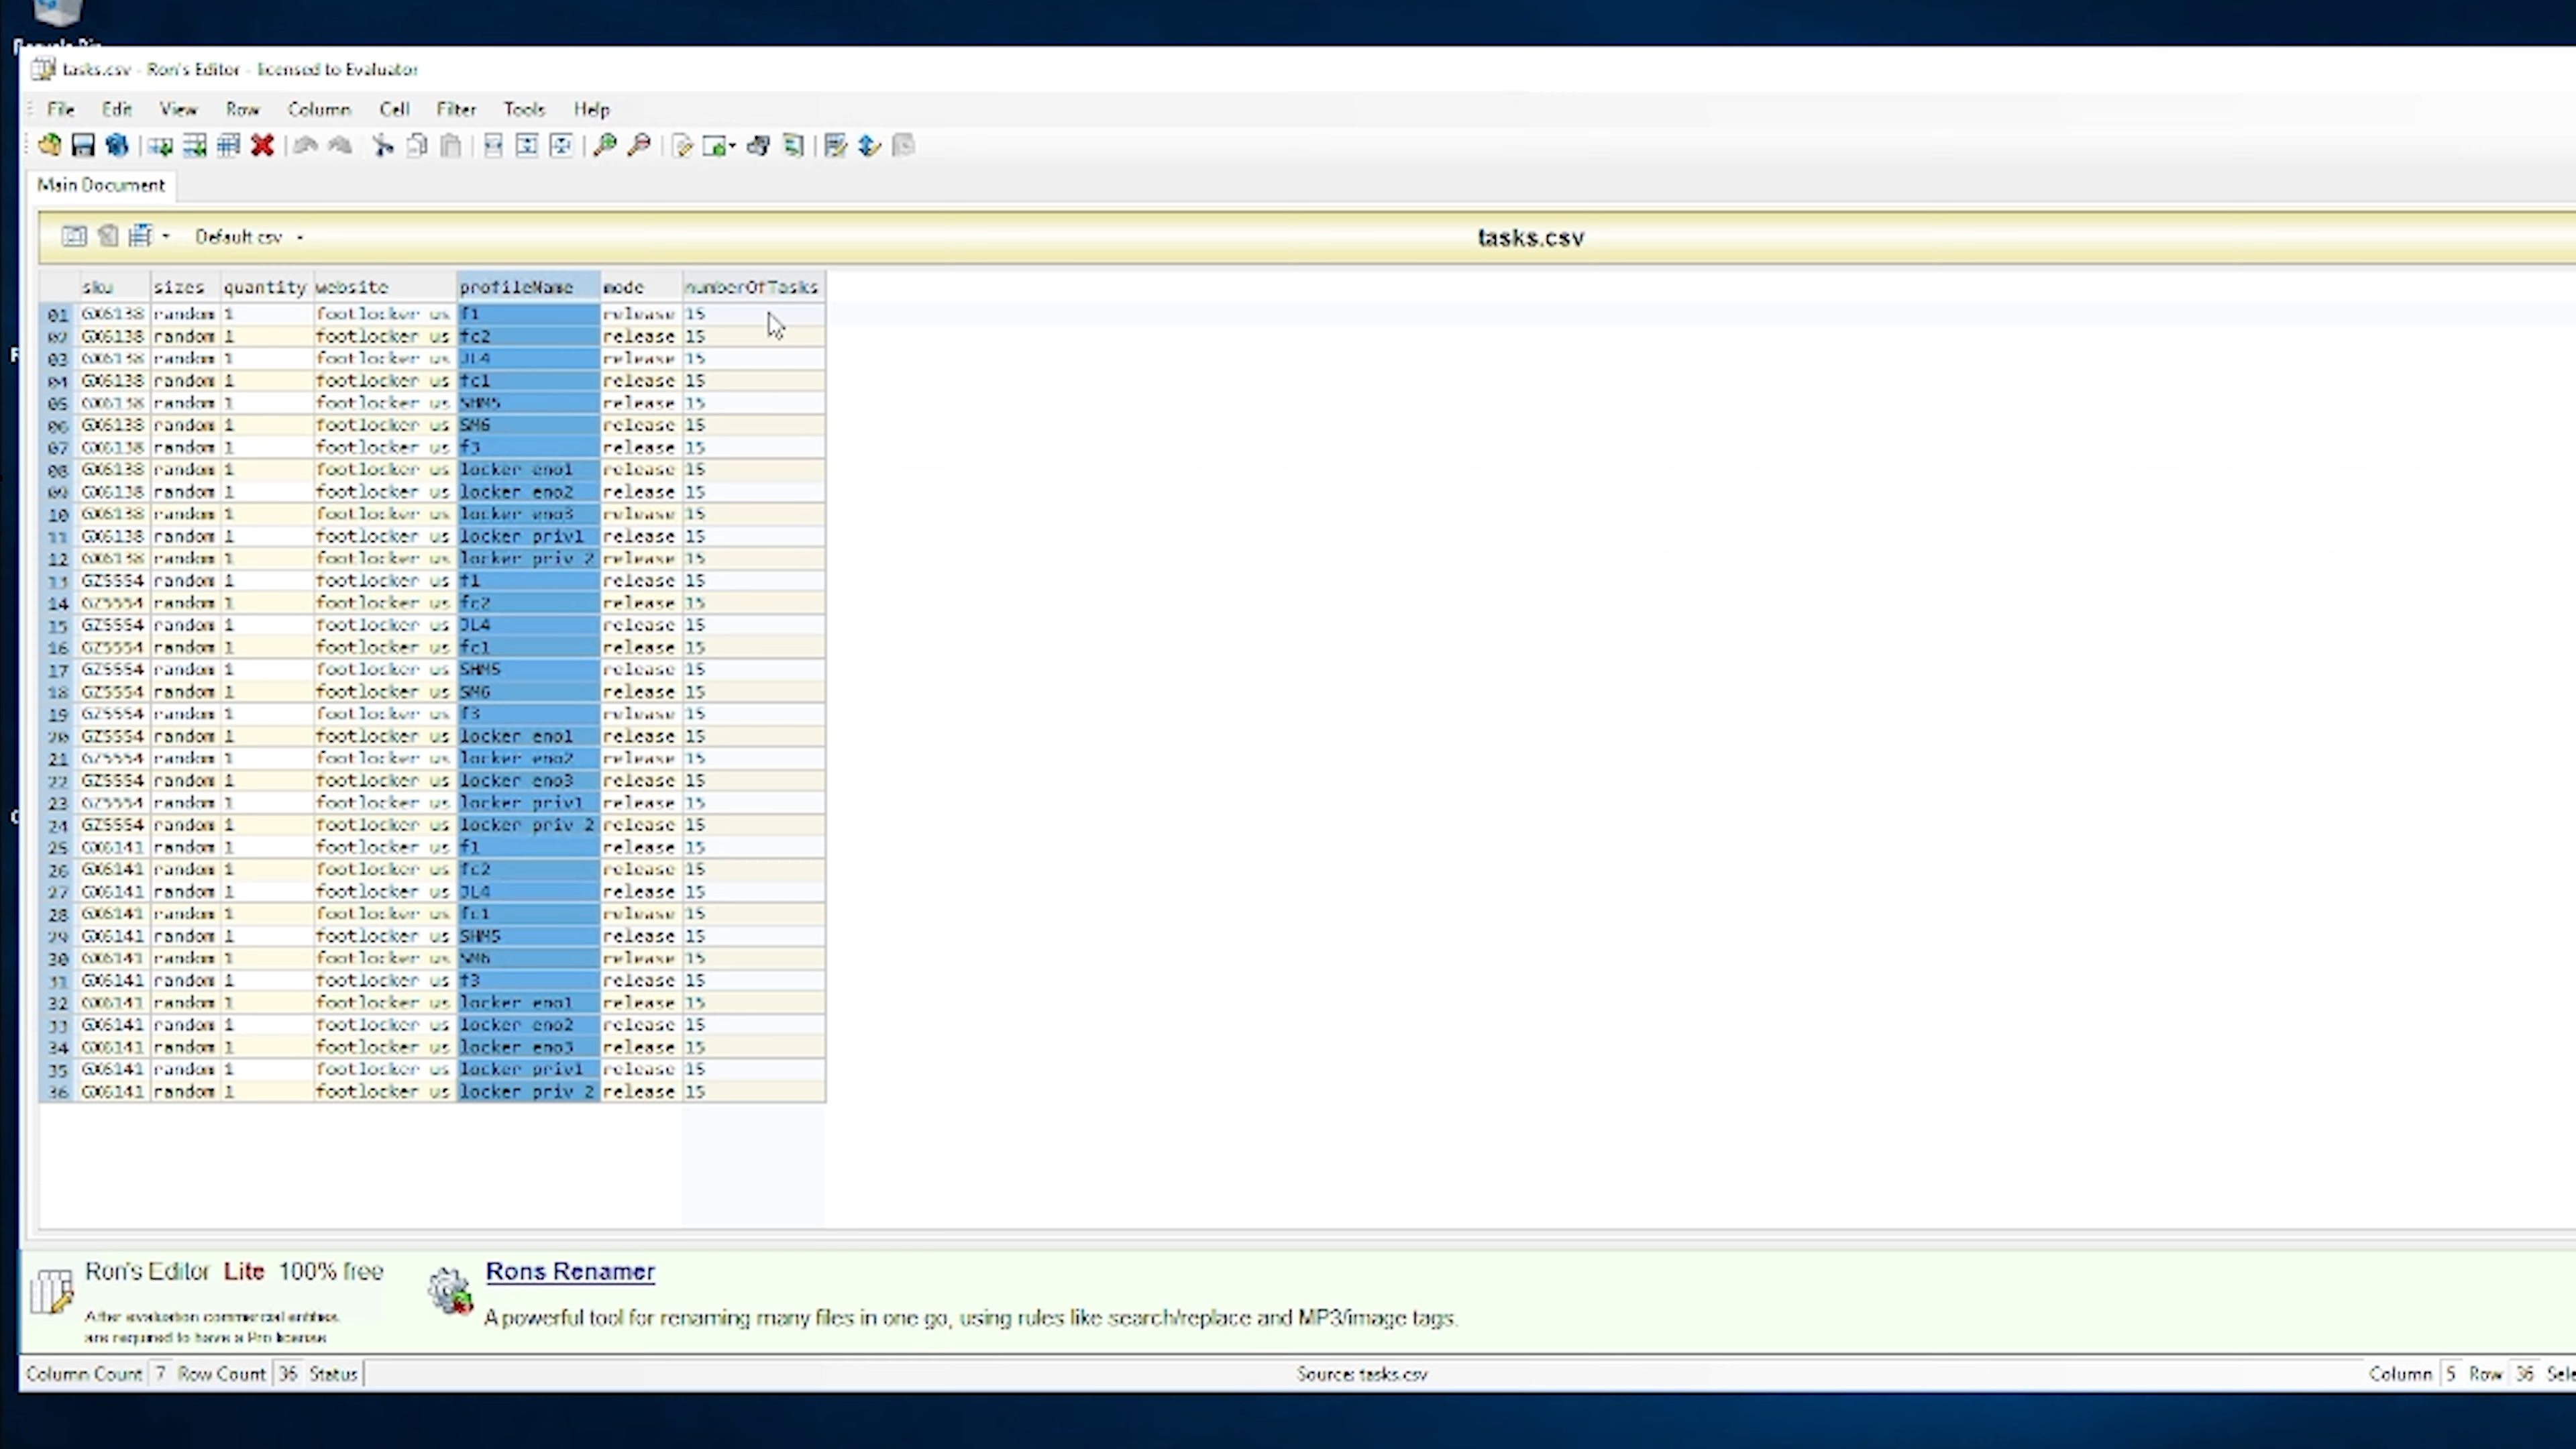 tasks.csv - Ron's Editor - licensed to Evaluator
File Edit View Row Column Cell Filter Tools Help
Main Document
Default csv
tasks.csv
sku sizes quantity website profileName mode numberOfTasks
01 GX6138 random 1 footlocker us f1 release 15
02 GX6138 random 1 footlocker us fc2 release 15
03 GX6138 random 1 footlocker us JL4 release 15
04 GX6138 random 1 footlocker us fc1 release 15
05 GX6138 random 1 footlocker us SHM5 release 15
06 GX6138 random 1 footlocker us SM6 release 15
07 GX6138 random 1 footlocker us f3 release 15
08 GX6138 random 1 footlocker us locker eno1 release 15
09 GX6138 random 1 footlocker us locker eno2 release 15
10 GX6138 random 1 footlocker us locker eno3 release 15
11 GX6138 random 1 footlocker us locker priv1 release 15
12 GX6138 random 1 footlocker us locker priv 2 release 15
13 GZ5554 random 1 footlocker us f1 release 15
14 GZ5554 random 1 footlocker us fc2 release 15
15 GZ5554 random 1 footlocker us JL4 release 15
16 GZ5554 random 1 footlocker us fc1 release 15
17 GZ5554 random 1 footlocker us SHM5 release 15
18 GZ5554 random 1 footlocker us SM6 release 15
19 GZ5554 random 1 footlocker us f3 release 15
20 GZ5554 random 1 footlocker us locker eno1 release 15
21 GZ5554 random 1 footlocker us locker eno2 release 15
22 GZ5554 random 1 footlocker us locker eno3 release 15
23 GZ5554 random 1 footlocker us locker priv1 release 15
24 GZ5554 random 1 footlocker us locker priv 2 release 15
25 GX6141 random 1 footlocker us f1 release 15
26 GX6141 random 1 footlocker us fc2 release 15
27 GX6141 random 1 footlocker us JL4 release 15
28 GX6141 random 1 footlocker us fc1 release 15
29 GX6141 random 1 footlocker us SHM5 release 15
30 GX6141 random 1 footlocker us SM6 release 15
31 GX6141 random 1 footlocker us f3 release 15
32 GX6141 random 1 footlocker us locker eno1 release 15
33 GX6141 random 1 footlocker us locker eno2 release 15
34 GX6141 random 1 footlocker us locker eno3 release 15
35 GX6141 random 1 footlocker us locker priv1 release 15
36 GX6141 random 1 footlocker us locker priv 2 release 15
Ron's Editor Lite 100% free
After evaluation commercial entities
are required to have a Pro license
Rons Renamer
A powerful tool for renaming many files in one go, using rules like search/replace and MP3/image tags.
Column Count 7 Row Count 36 Status Source: tasks.csv Column 5 Row 36 Sele